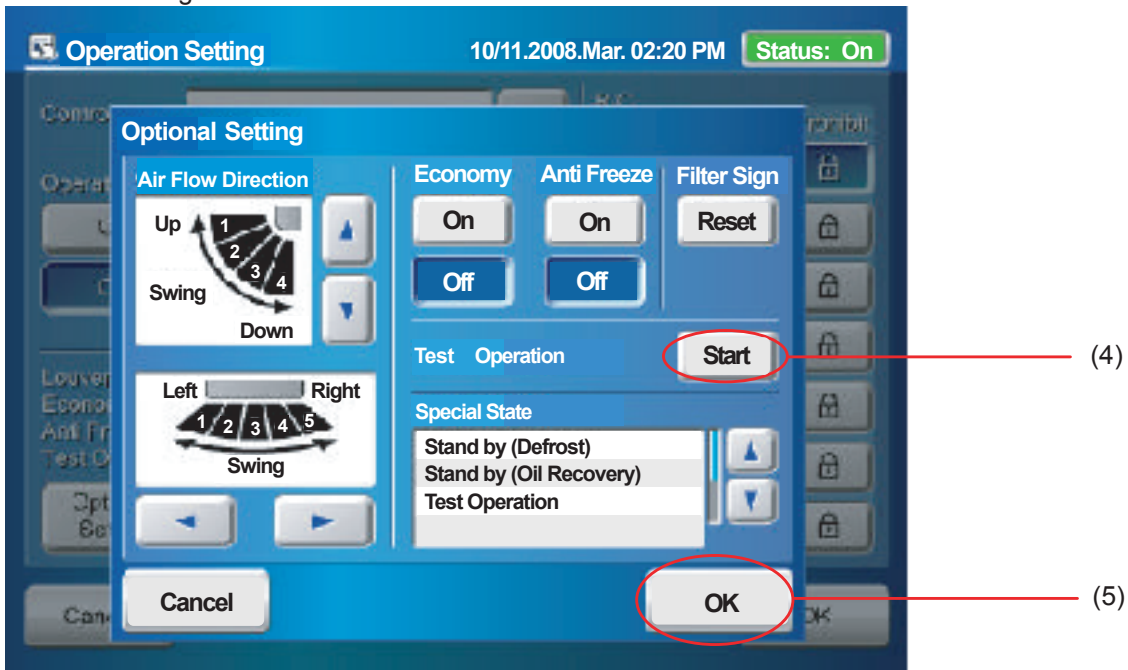 Operation Setting 10/11.2008.Mar. 02:20 PM Status: On
Optional Setting
Air Flow Direction
Up
1
2
3
4
Swing
Down
Left Right
1 2 3 4 5
Swing
Economy Anti Freeze Filter Sign
On On Reset
Off Off
Test Operation Start
(4)
Special State
Stand by (Defrost)
Stand by (Oil Recovery)
Test Operation
Cancel OK
(5)